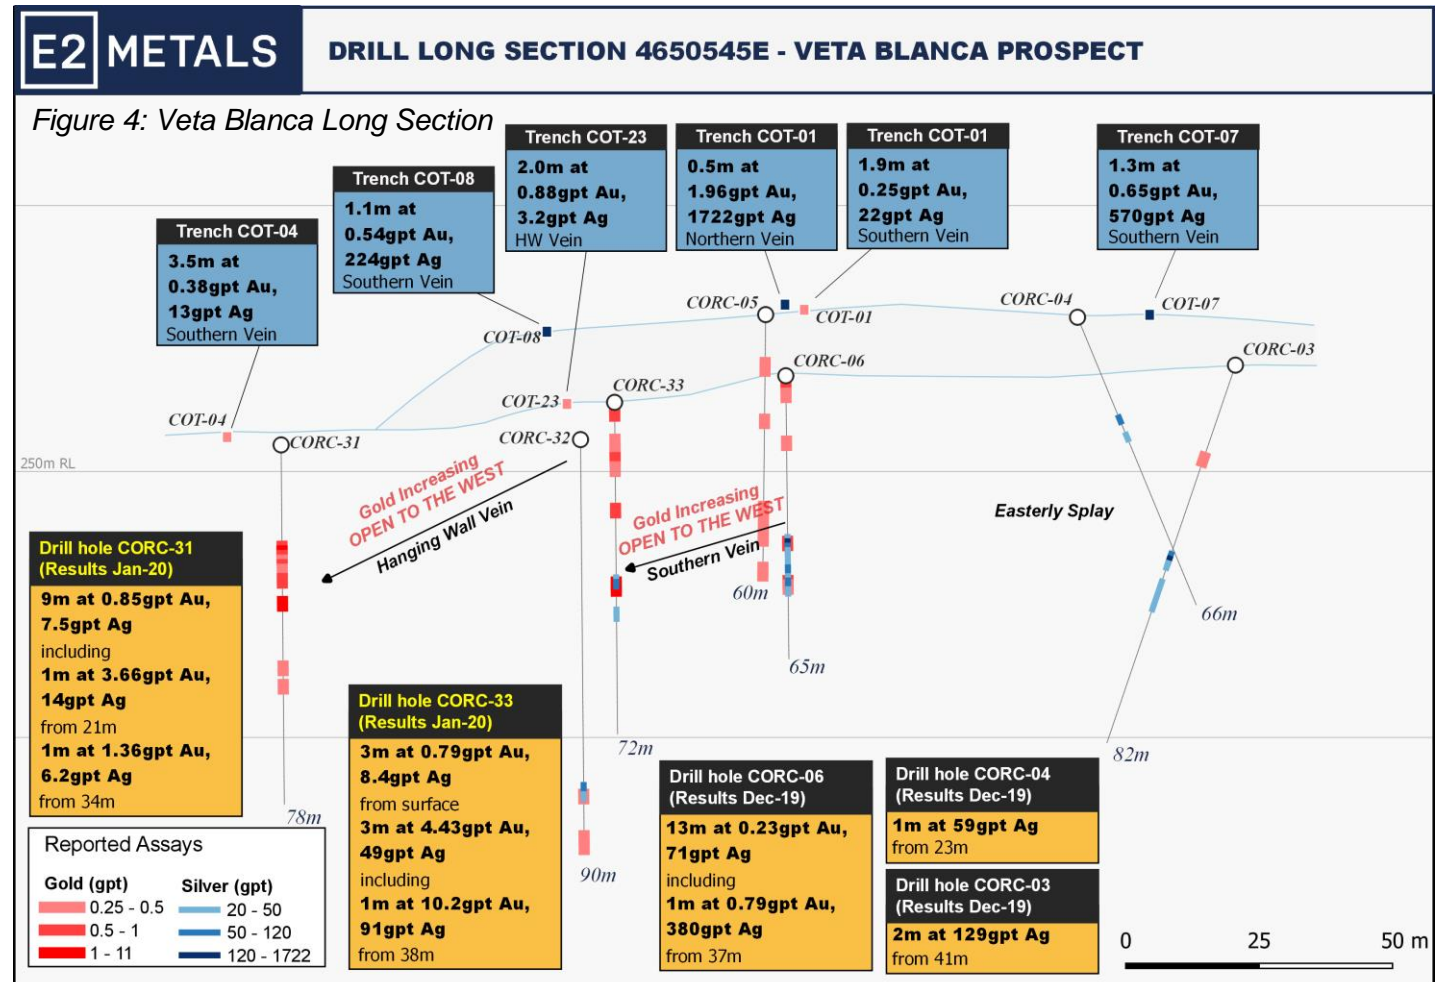 E2 METALS
DRILL LONG SECTION 4650545E - VETA BLANCA PROSPECT
Figure 4: Veta Blanca Long Section
Trench COT-04
3.5m at
0.38gpt Au,
13gpt Ag
Southern Vein
Trench COT-08
1.1m at
0.54gpt Au,
224gpt Ag
Southern Vein
Trench COT-23
2.0m at
0.88gpt Au,
3.2gpt Ag
HW Vein
Trench COT-01
0.5m at
1.96gpt Au,
1722gpt Ag
Northern Vein
Trench COT-01
1.9m at
0.25gpt Au,
22gpt Ag
Southern Vein
Trench COT-07
1.3m at
0.65gpt Au,
570gpt Ag
Southern Vein
CORC-05
COT-01
CORC-04
COT-07
COT-08
CORC-06
CORC-03
CORC-33
COT-23
COT-04
CORC-31
CORC-32
250m RL
Gold Increasing
OPEN TO THE WEST
Hanging Wall Vein
Gold Increasing
OPEN TO THE WEST
Southern Vein
Easterly Splay
60m
66m
65m
72m
82m
78m
90m
Drill hole CORC-31
(Results Jan-20)
9m at 0.85gpt Au,
7.5gpt Ag
including
1m at 3.66gpt Au,
14gpt Ag
from 21m
1m at 1.36gpt Au,
6.2gpt Ag
from 34m
Drill hole CORC-33
(Results Jan-20)
3m at 0.79gpt Au,
8.4gpt Ag
from surface
3m at 4.43gpt Au,
49gpt Ag
including
1m at 10.2gpt Au,
91gpt Ag
from 38m
Drill hole CORC-06
(Results Dec-19)
13m at 0.23gpt Au,
71gpt Ag
including
1m at 0.79gpt Au,
380gpt Ag
from 37m
Drill hole CORC-04
(Results Dec-19)
1m at 59gpt Ag
from 23m
Drill hole CORC-03
(Results Dec-19)
2m at 129gpt Ag
from 41m
Reported Assays
Gold (gpt) Silver (gpt)
0.25 - 0.5 20 - 50
0.5 - 1 50 - 120
1 - 11 120 - 1722
0 25 50 m